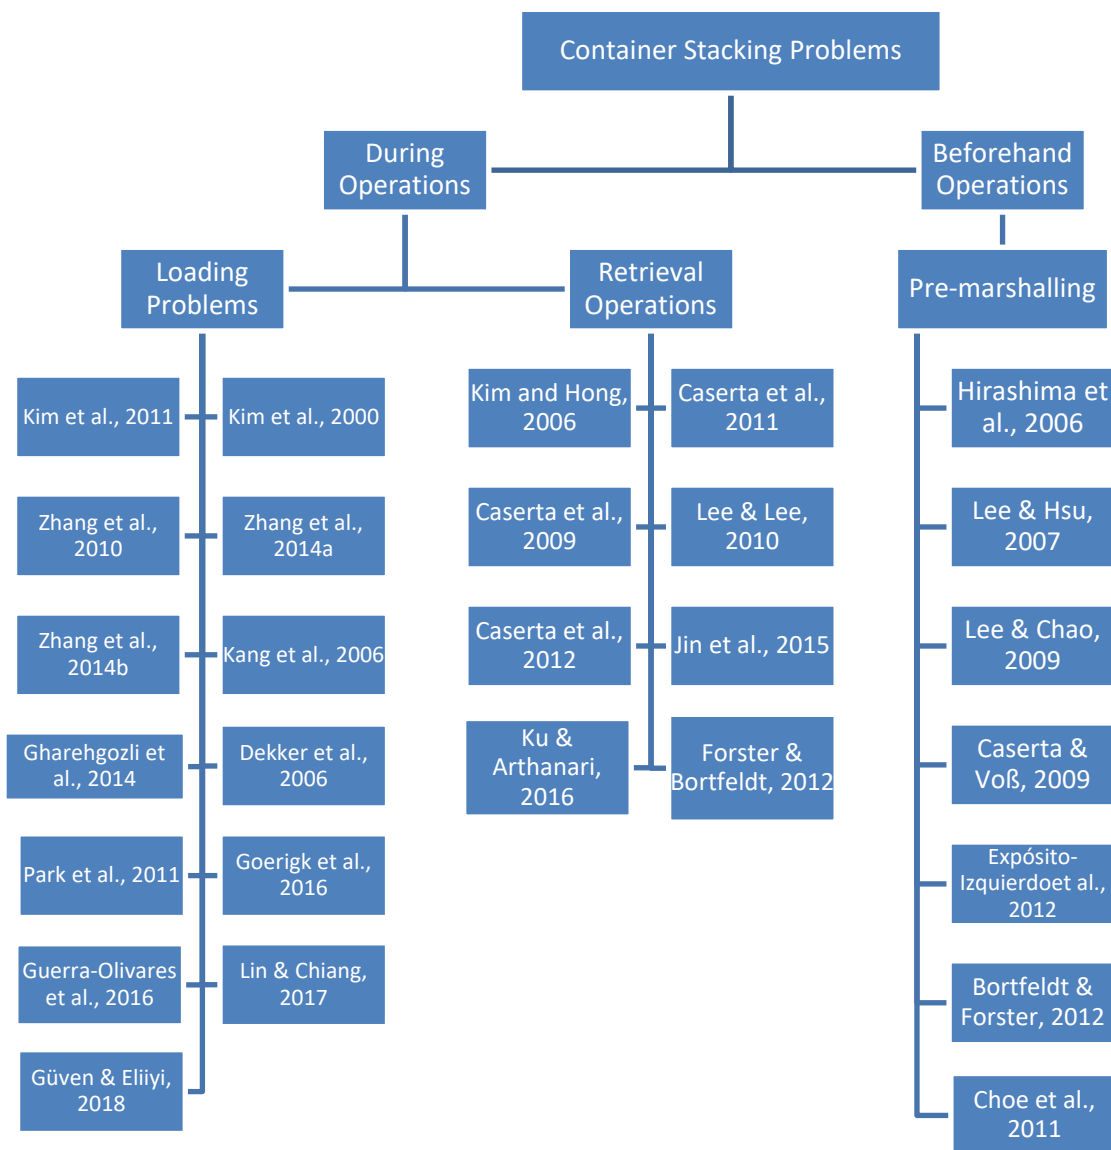 Container Stacking Problems
During
Operations
Beforehand
Operations
Loading
Problems
Retrieval
Operations
Pre-marshalling
Kim et al., 2011
Kim et al., 2000
Zhang et al.,
2010
Zhang et al.,
2014a
Zhang et al.,
2014b
Kang et al., 2006
Gharehgozli
et al., 2014
Dekker et al.,
2006
Park et al., 2011
Goerigk et al.,
2016
Guerra-Olivares
et al., 2016
Lin & Chiang,
2017
Güven & Eliiyi,
2018
Kim and Hong,
2006
Caserta et al.,
2011
Caserta et al.,
2009
Lee & Lee,
2010
Caserta et al.,
2012
Jin et al., 2015
Ku &
Arthanari,
2016
Forster &
Bortfeldt, 2012
Hirashima et
al., 2006
Lee & Hsu,
2007
Lee & Chao,
2009
Caserta &
Voß, 2009
Expósito-
Izquierdoet al.,
2012
Bortfeldt &
Forster, 2012
Choe et al.,
2011